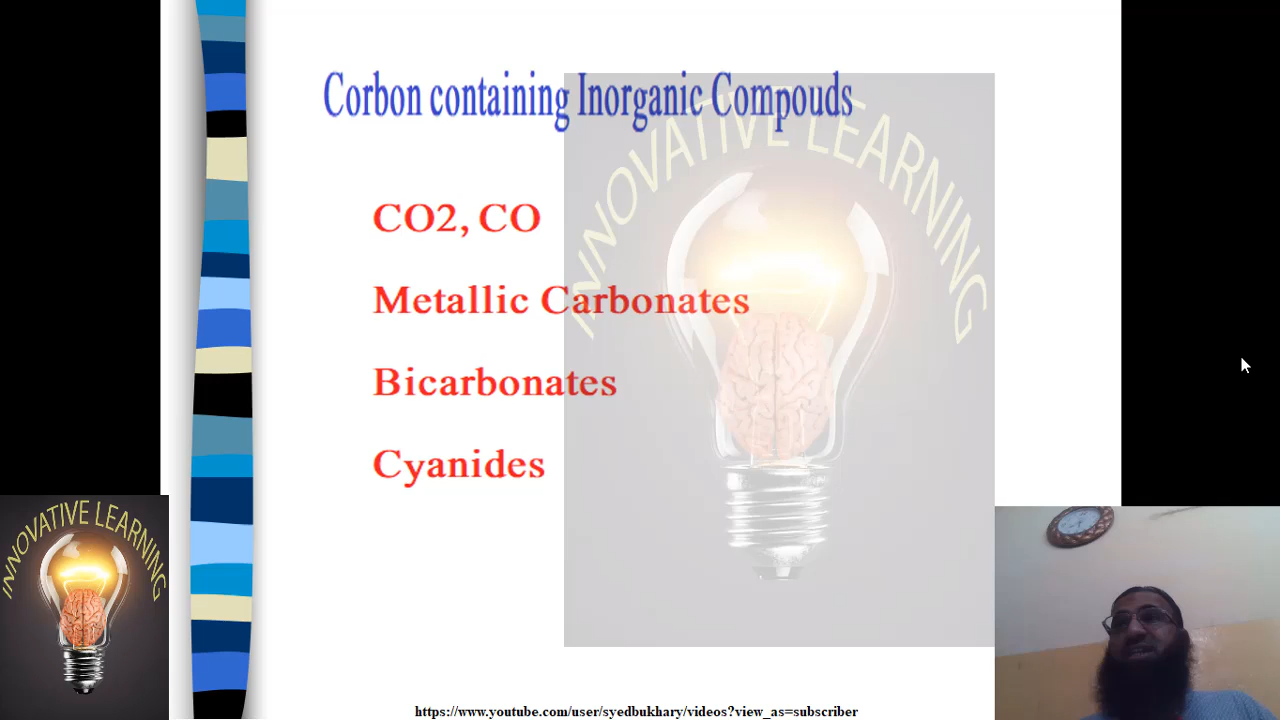 Corbon containing Inorganic Compouds
INNOVATIVE LEARNING
CO2, CO
Metallic Carbonates
Bicarbonates
Cyanides
INNOVATIVE LEARNING
https://www.youtube.com/user/syedbukhary/videos?view_as=subscriber